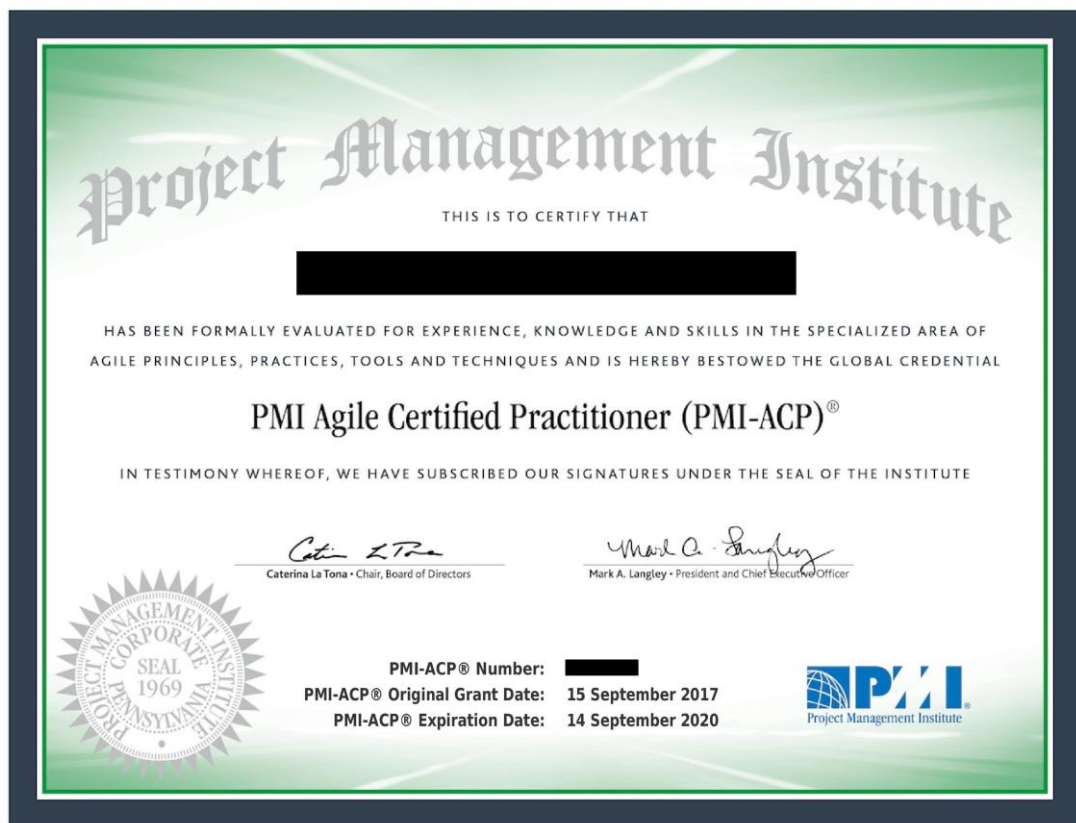 Project Management Institute
THIS IS TO CERTIFY THAT
HAS BEEN FORMALLY EVALUATED FOR EXPERIENCE, KNOWLEDGE AND SKILLS IN THE SPECIALIZED AREA OF
AGILE PRINCIPLES, PRACTICES, TOOLS AND TECHNIQUES AND IS HEREBY BESTOWED THE GLOBAL CREDENTIAL
PMI Agile Certified Practitioner (PMI-ACP)®
IN TESTIMONY WHEREOF, WE HAVE SUBSCRIBED OUR SIGNATURES UNDER THE SEAL OF THE INSTITUTE
Caterina La Tona • Chair, Board of Directors
Mark A. Langley
Mark A. Langley • President and Chief Executive Officer
PROJECT MANAGEMENT INSTITUTE
CORPORATE
SEAL
1969
PENNSYLVANIA
PMI-ACP® Number:
PMI-ACP® Original Grant Date: 15 September 2017
PMI-ACP® Expiration Date: 14 September 2020
PMI®
Project Management Institute